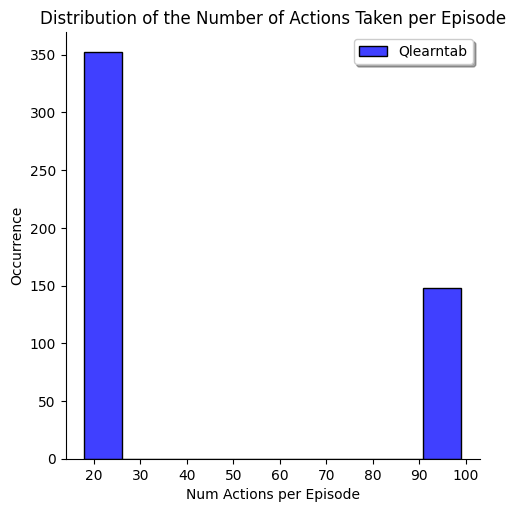 Distribution of the Number of Actions Taken per Episode
Qlearntab
350
300
250
200
150
100
50
0
Occurrence
20 30 40 50 60 70 80 90 100
Num Actions per Episode